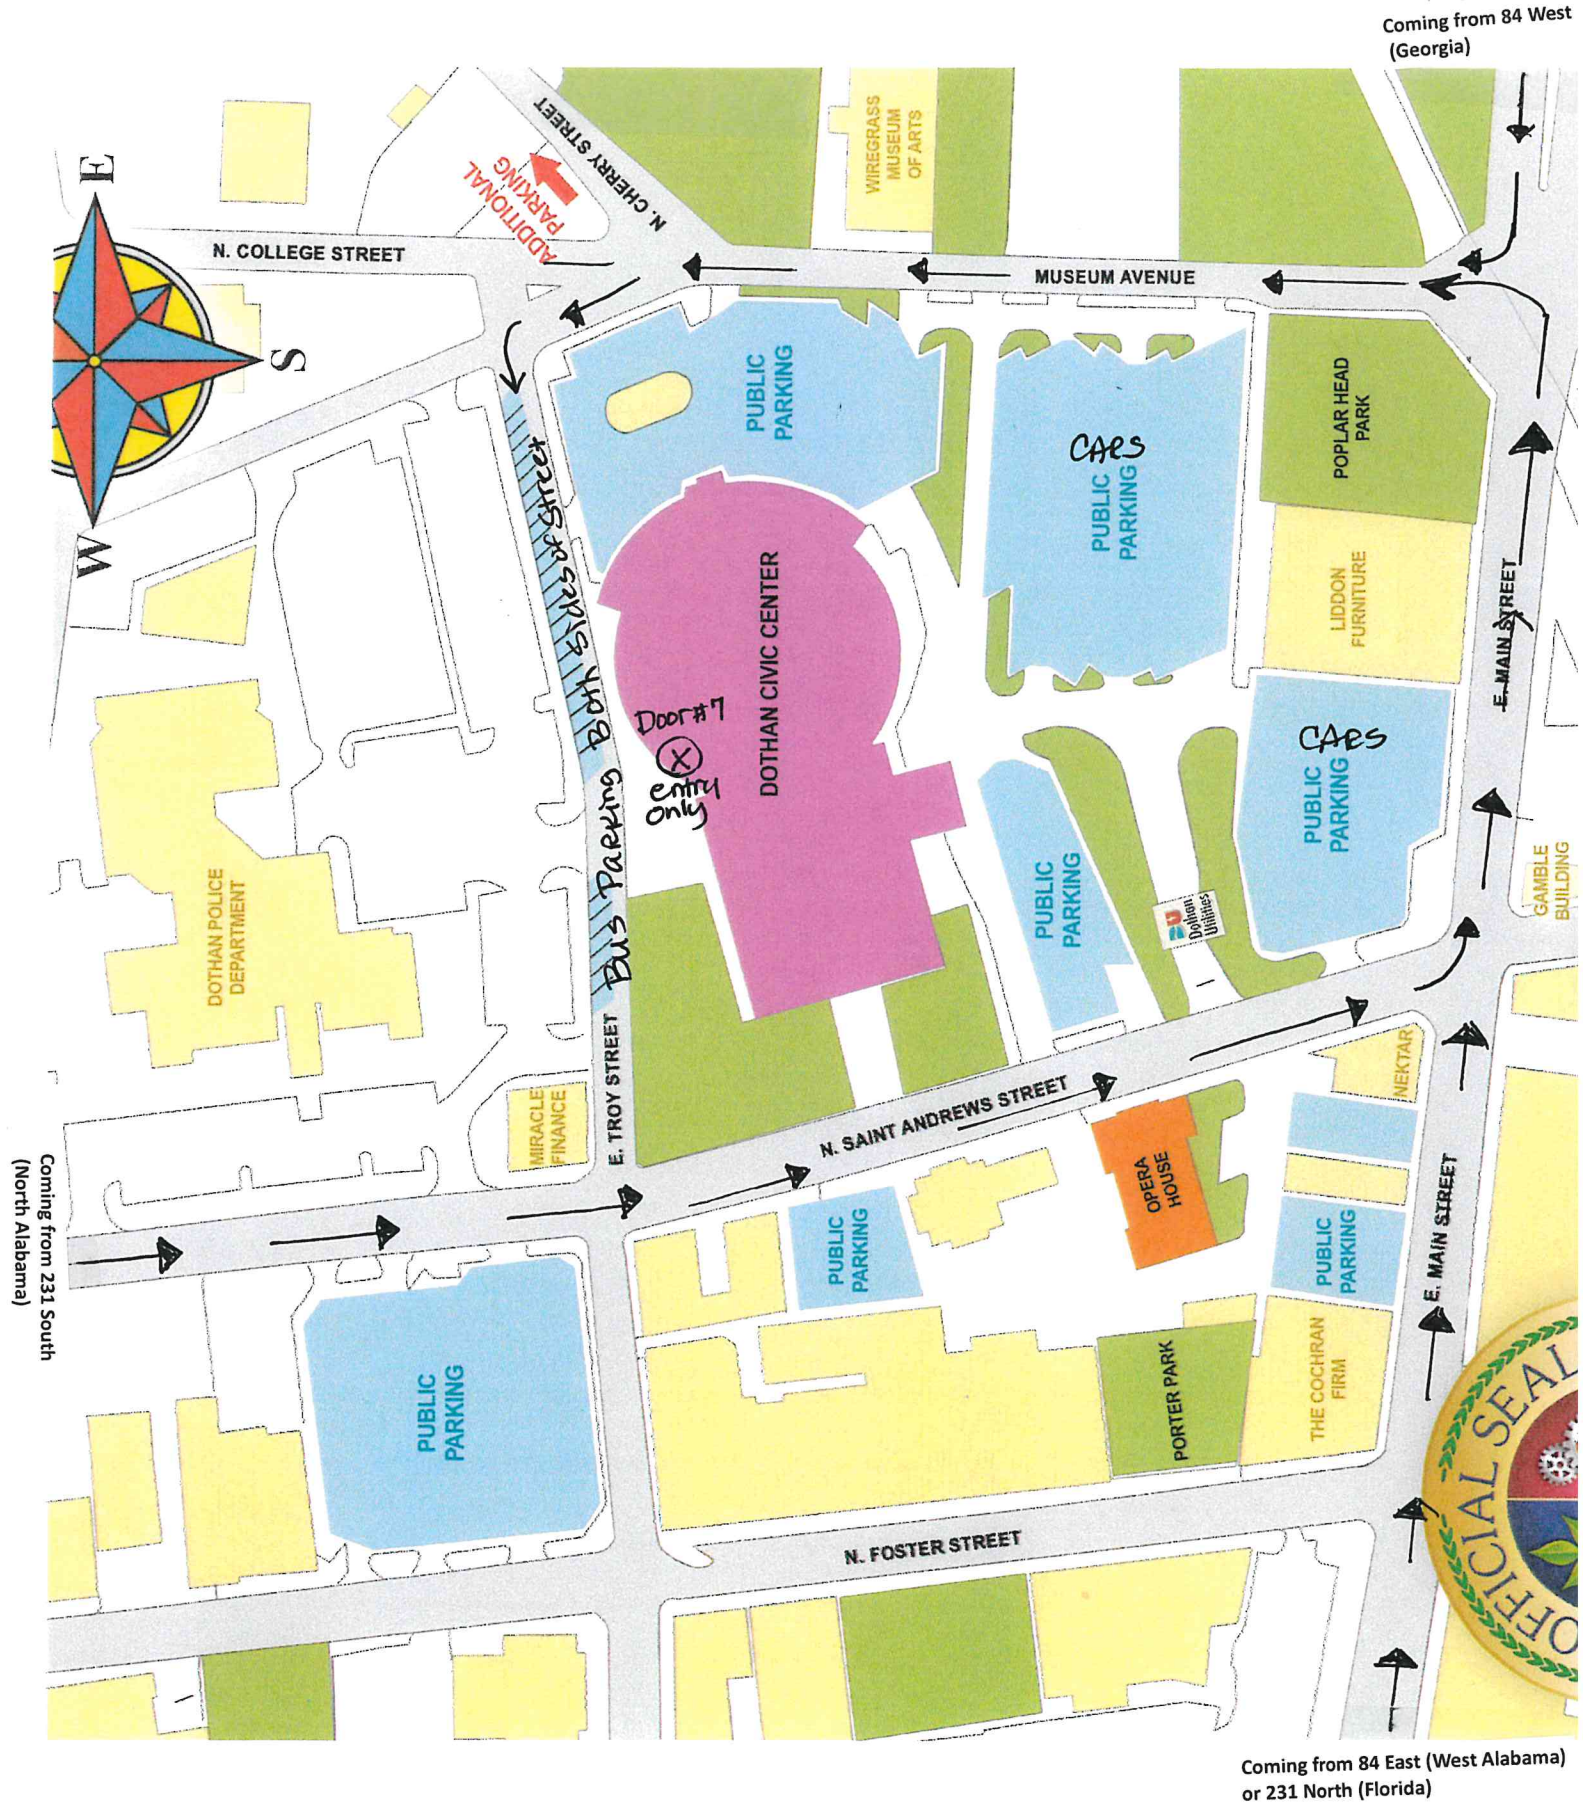 Coming from 84 West
(Georgia)
N. CHERRY STREET
ADDITIONAL
PARKING
WIREGRASS
MUSEUM
OF ARTS
E
S
W
N. COLLEGE STREET
MUSEUM AVENUE
PUBLIC
PARKING
CARS
PUBLIC
PARKING
POPLAR HEAD
PARK
Bus Parking Both sides of Street
DOTHAN CIVIC CENTER
Door #7
X
entry
only
LIDDON
FURNITURE
E. MAIN STREET
CARS
PUBLIC
PARKING
PUBLIC
PARKING
DU
Dothan
Utilities
GAMBLE
BUILDING
DOTHAN POLICE
DEPARTMENT
MIRACLE
FINANCE
E. TROY STREET
N. SAINT ANDREWS STREET
NEKTAR
OPERA
HOUSE
PUBLIC
PARKING
PUBLIC
PARKING
E. MAIN STREET
Coming from 231 South
(North Alabama)
PUBLIC
PARKING
PORTER PARK
THE COCHRAN
FIRM
OFFICIAL SEAL
N. FOSTER STREET
Coming from 84 East (West Alabama)
or 231 North (Florida)